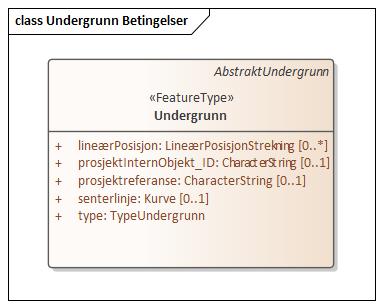 class Undergrunn Betingelser
AbstraktUndergrunn
«FeatureType»
Undergrunn
+ lineærPosisjon: LineærPosisjonStrekning [0..*]
+ prosjektInternObjekt_ID: CharacterString [0..1]
+ prosjektreferanse: CharacterString [0..1]
+ senterlinje: Kurve [0..1]
+ type: TypeUndergrunn